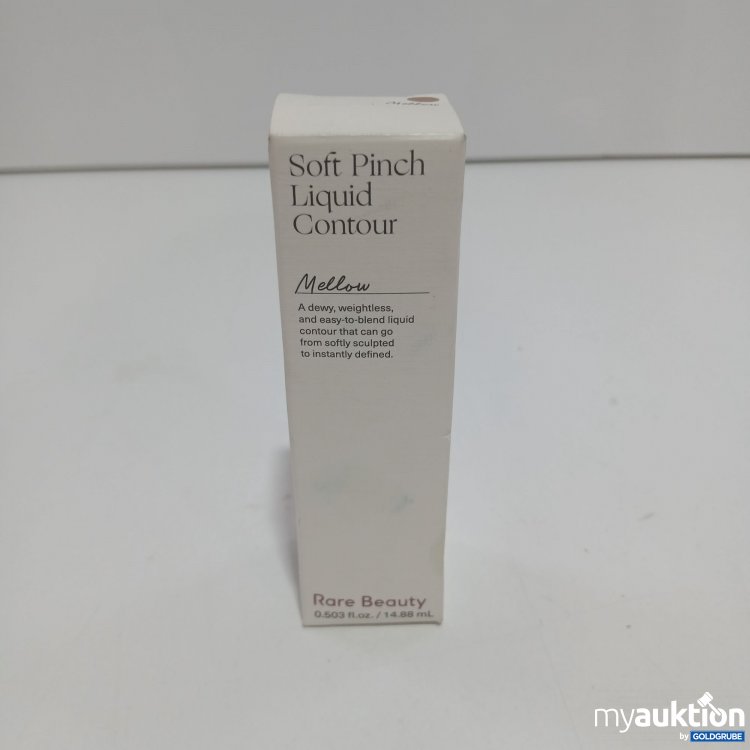 Mellow
Soft Pinch
Liquid
Contour
Mellow
A dewy, weightless,
and easy-to-blend liquid
contour that can go
from softly sculpted
to instantly defined.
Rare Beauty
0.503 fl.oz. / 14.88 mL
myauktion
by GOLDGRUBE